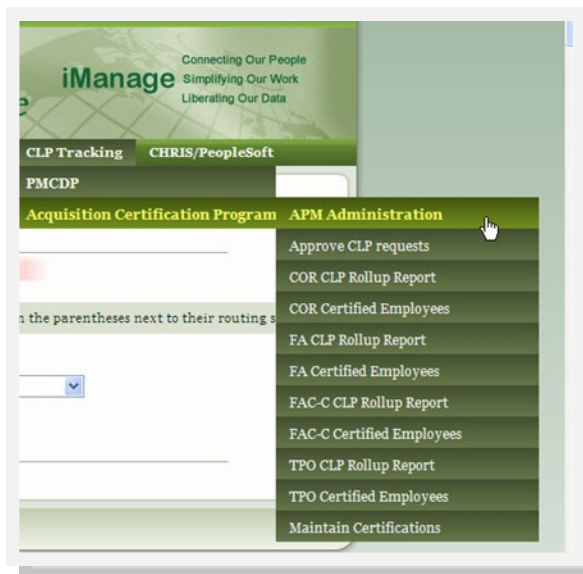 iManage
Connecting Our People
Simplifying Our Work
Liberating Our Data
CLP Tracking CHRIS/PeopleSoft
PMCDP
Acquisition Certification Program APM Administration
Approve CLP requests
COR CLP Rollup Report
the parentheses next to their routing
COR Certified Employees
FA CLP Rollup Report
FA Certified Employees
FAC-C CLP Rollup Report
FAC-C Certified Employees
TPO CLP Rollup Report
TPO Certified Employees
Maintain Certifications